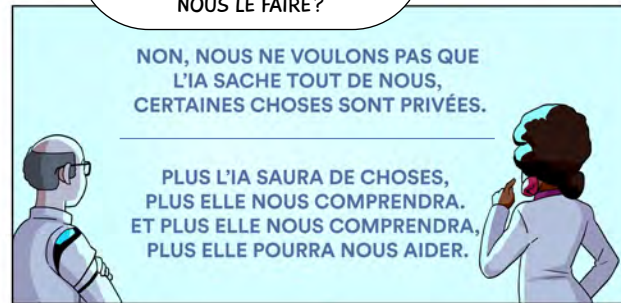 NOUS LE FAIRE?
NON, NOUS NE VOULONS PAS QUE
L'IA SACHE TOUT DE NOUS,
CERTAINES CHOSES SONT PRIVÉES.
PLUS L'IA SAURA DE CHOSES,
PLUS ELLE NOUS COMPRENDRA.
ET PLUS ELLE NOUS COMPRENDRA,
PLUS ELLE POURRA NOUS AIDER.